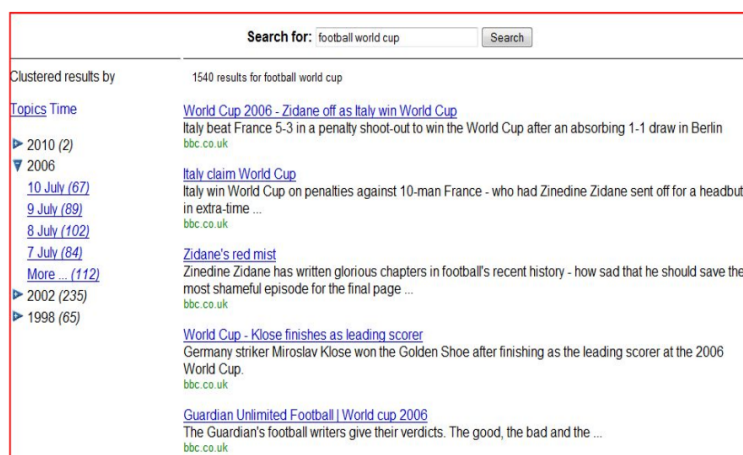 Search for: football world cup Search
Clustered results by
1540 results for football world cup
Topics Time
2010 (2)
2006
10 July (67)
9 July (89)
8 July (102)
7 July (84)
More ... (112)
2002 (235)
1998 (65)
World Cup 2006 - Zidane off as Italy win World Cup
Italy beat France 5-3 in a penalty shoot-out to win the World Cup after an absorbing 1-1 draw in Berlin
bbc.co.uk
Italy claim World Cup
Italy win World Cup on penalties against 10-man France - who had Zinedine Zidane sent off for a headbut
in extra-time ...
bbc.co.uk
Zidane's red mist
Zinedine Zidane has written glorious chapters in football's recent history - how sad that he should save the
most shameful episode for the final page ...
bbc.co.uk
World Cup - Klose finishes as leading scorer
Germany striker Miroslav Klose won the Golden Shoe after finishing as the leading scorer at the 2006
World Cup.
bbc.co.uk
Guardian Unlimited Football | World cup 2006
The Guardian's football writers give their verdicts. The good, the bad and the ...
bbc.co.uk